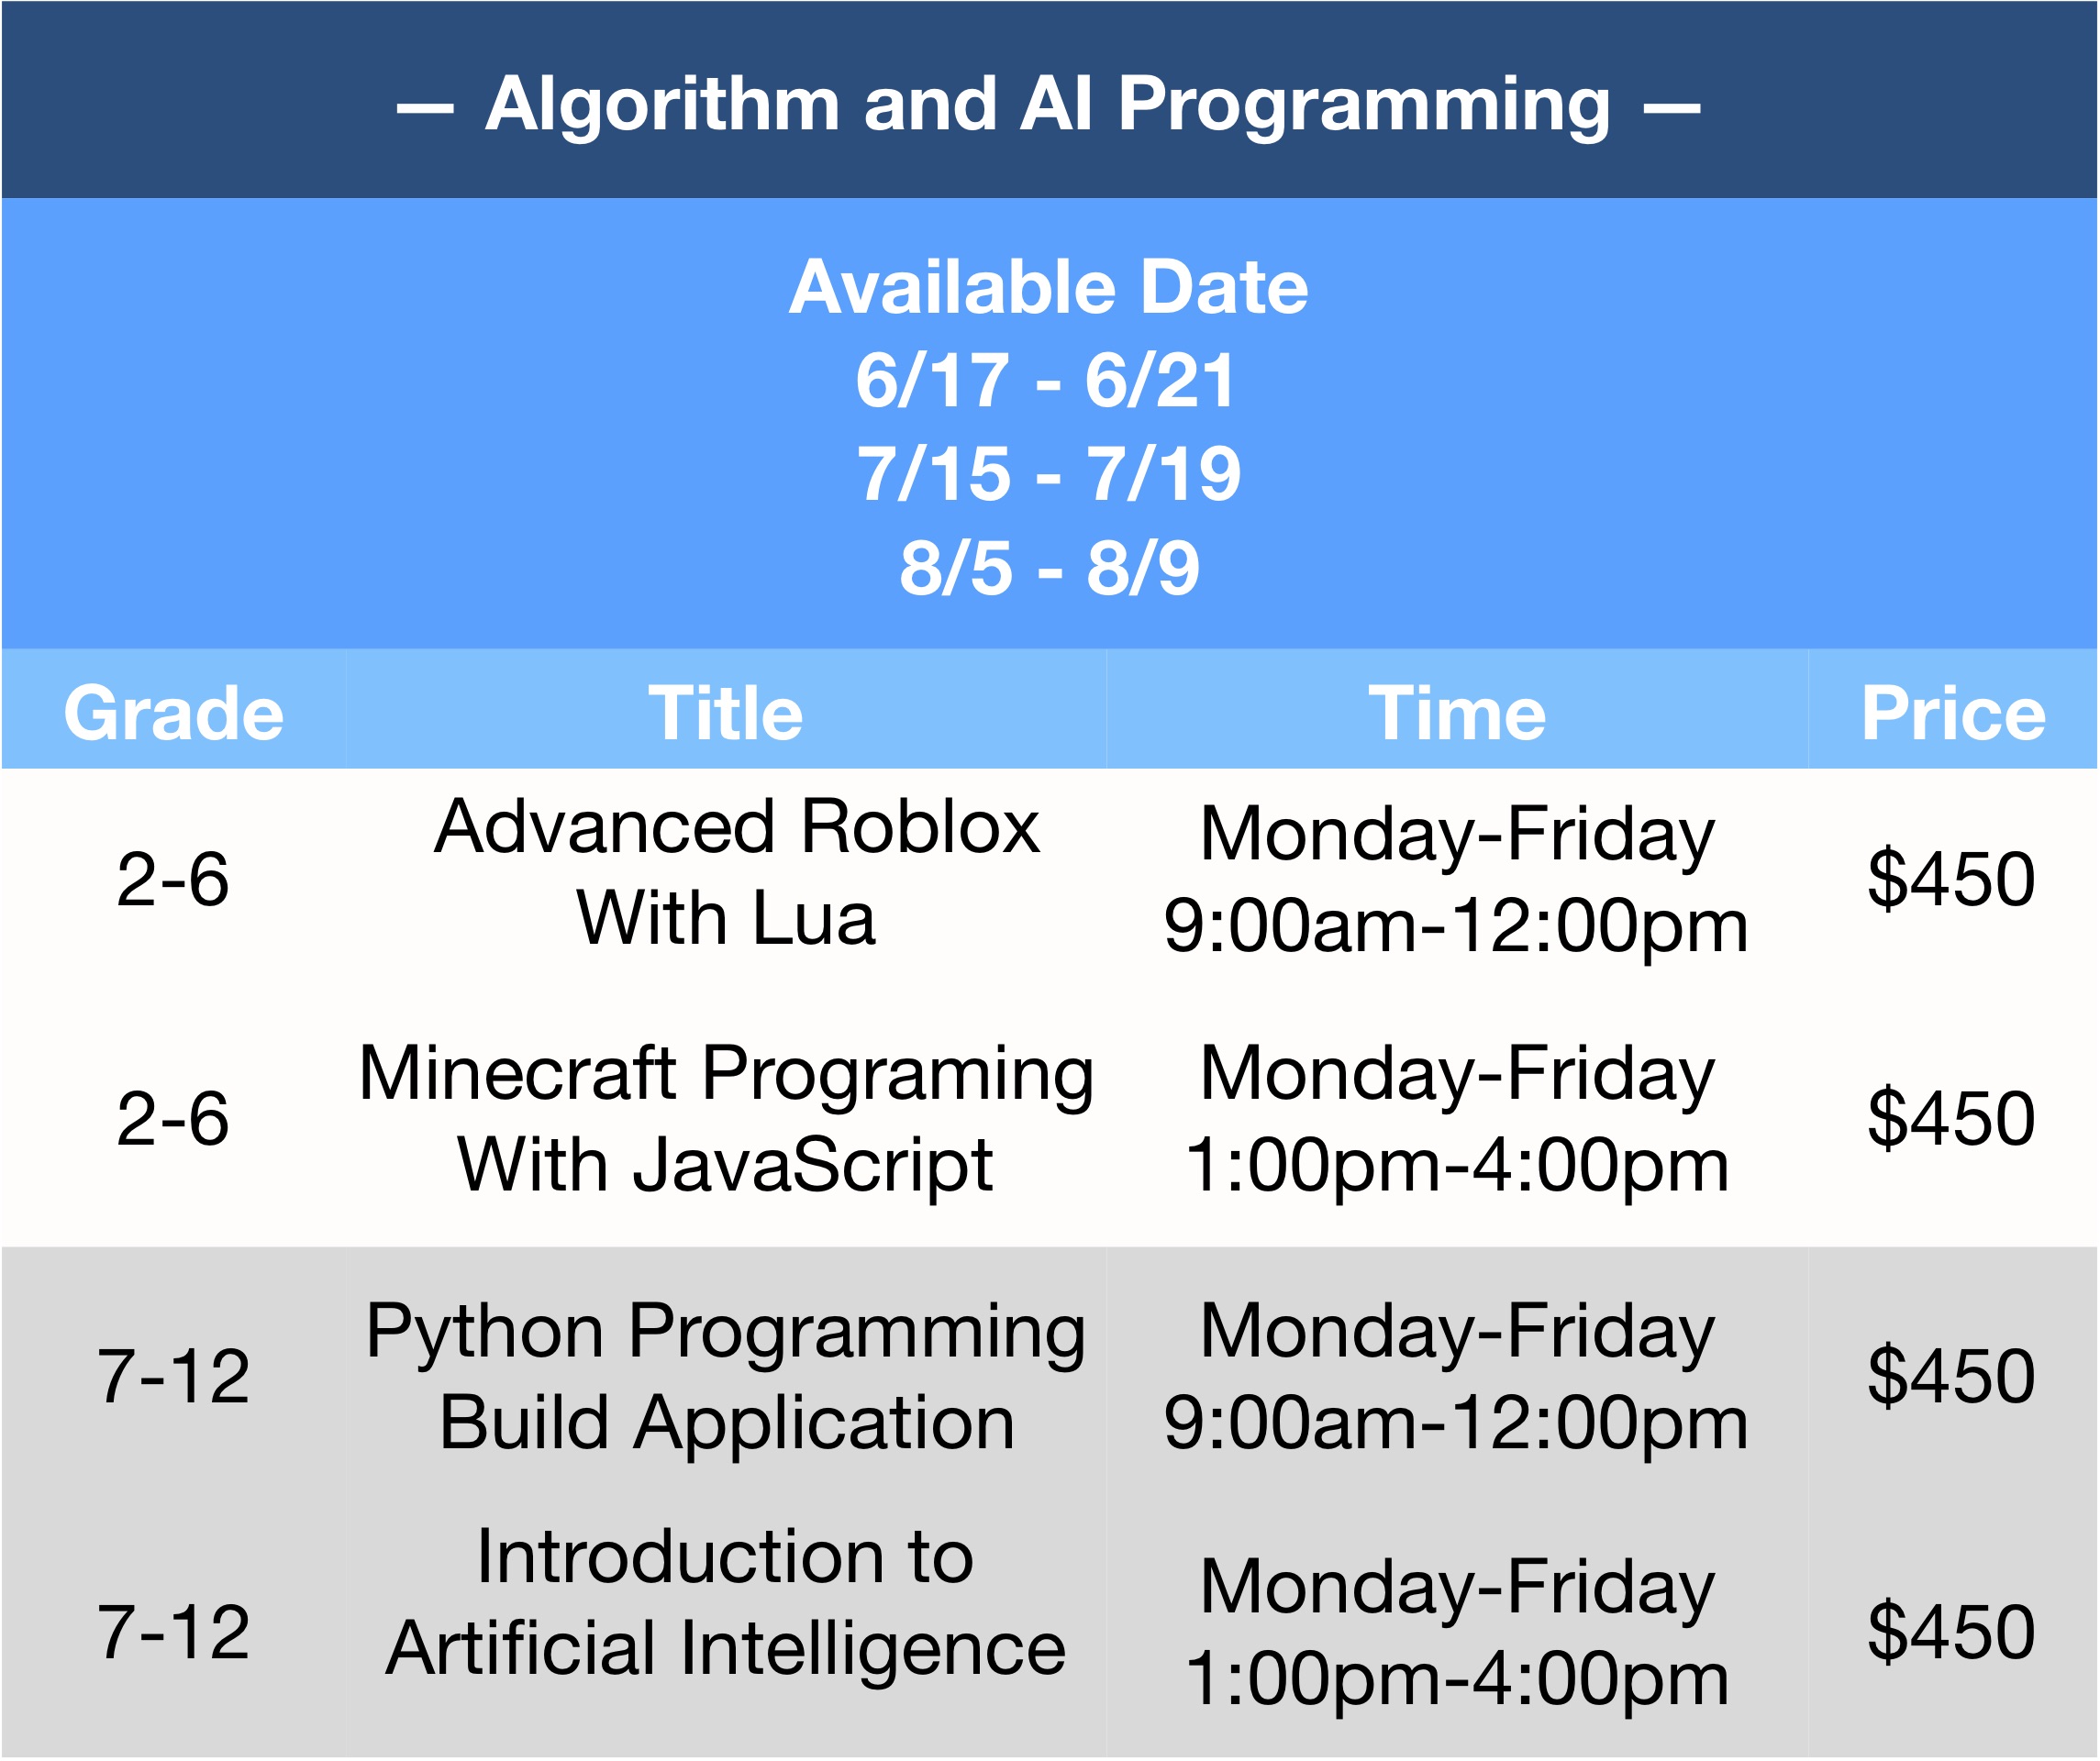 — Algorithm and AI Programming —
Available Date
6/17 - 6/21
7/15 - 7/19
8/5 - 8/9
Grade Title Time Price
2-6
Advanced Roblox
With Lua
Monday-Friday
9:00am-12:00pm
$450
2-6
Minecraft Programing
With JavaScript
Monday-Friday
1:00pm-4:00pm
$450
7-12
Python Programming
Build Application
Monday-Friday
9:00am-12:00pm
$450
7-12
Introduction to
Artificial Intelligence
Monday-Friday
1:00pm-4:00pm
$450